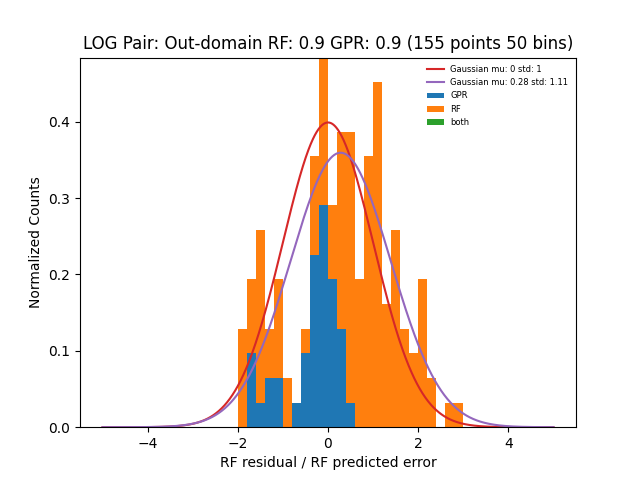 LOG Pair: Out-domain RF: 0.9 GPR: 0.9 (155 points 50 bins)
Gaussian mu: 0 std: 1
Gaussian mu: 0.28 std: 1.11
GPR
RF
both
Normalized Counts
0.4
0.3
0.2
0.1
0.0
−4
−2
0
2
4
RF residual / RF predicted error